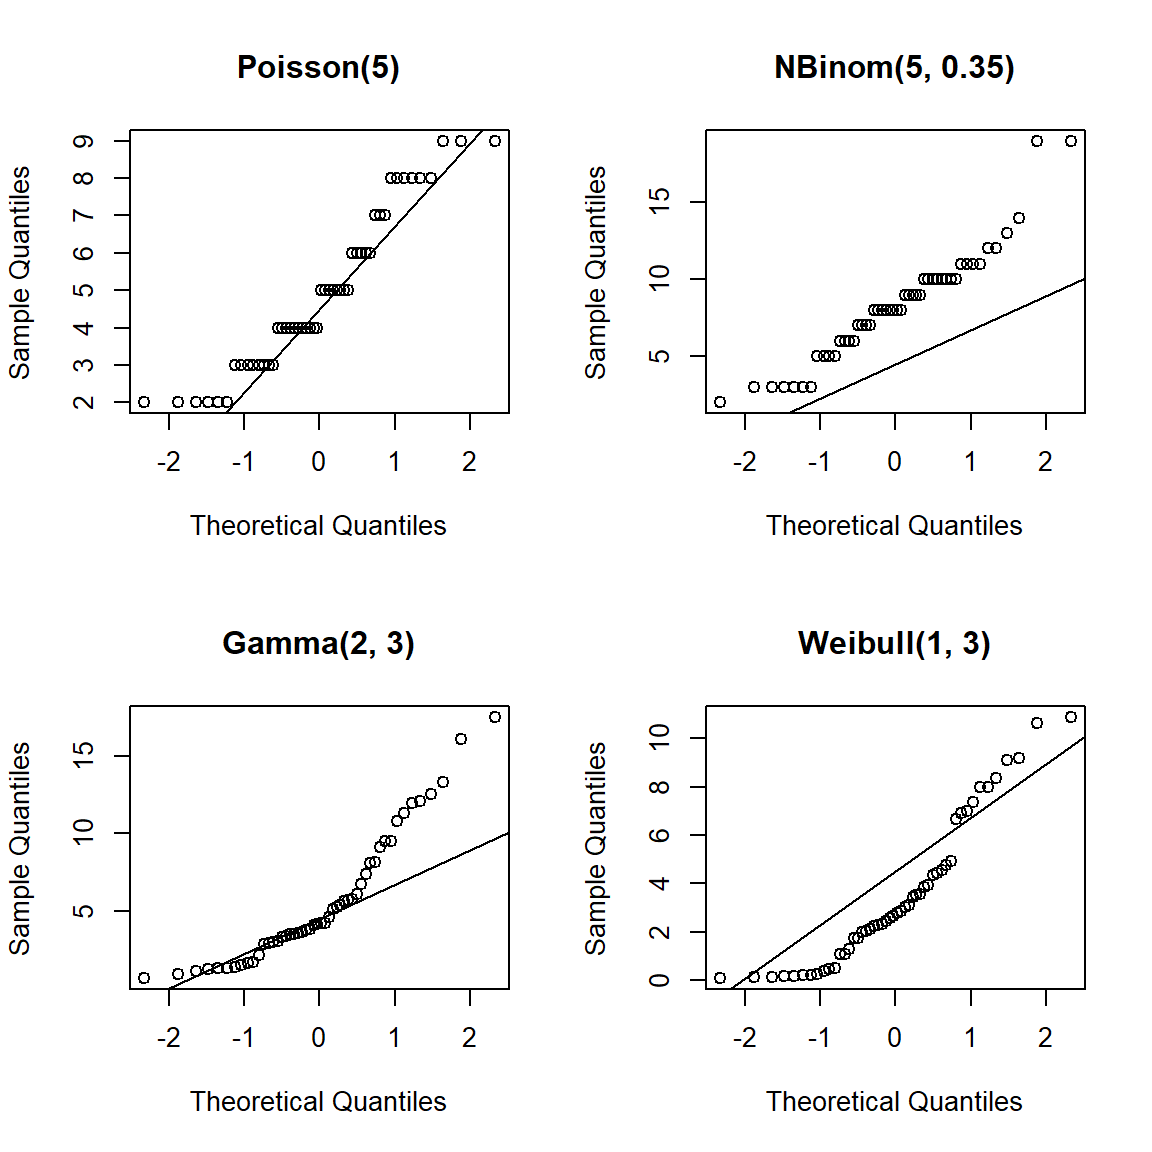 Poisson(5)
Sample Quantiles
9
8
7
6
5
4
3
2
-2 -1 0 1 2
Theoretical Quantiles
NBinom(5, 0.35)
Sample Quantiles
15
10
5
-2 -1 0 1 2
Theoretical Quantiles
Gamma(2, 3)
Sample Quantiles
15
10
5
-2 -1 0 1 2
Theoretical Quantiles
Weibull(1, 3)
Sample Quantiles
10
8
6
4
2
0
-2 -1 0 1 2
Theoretical Quantiles